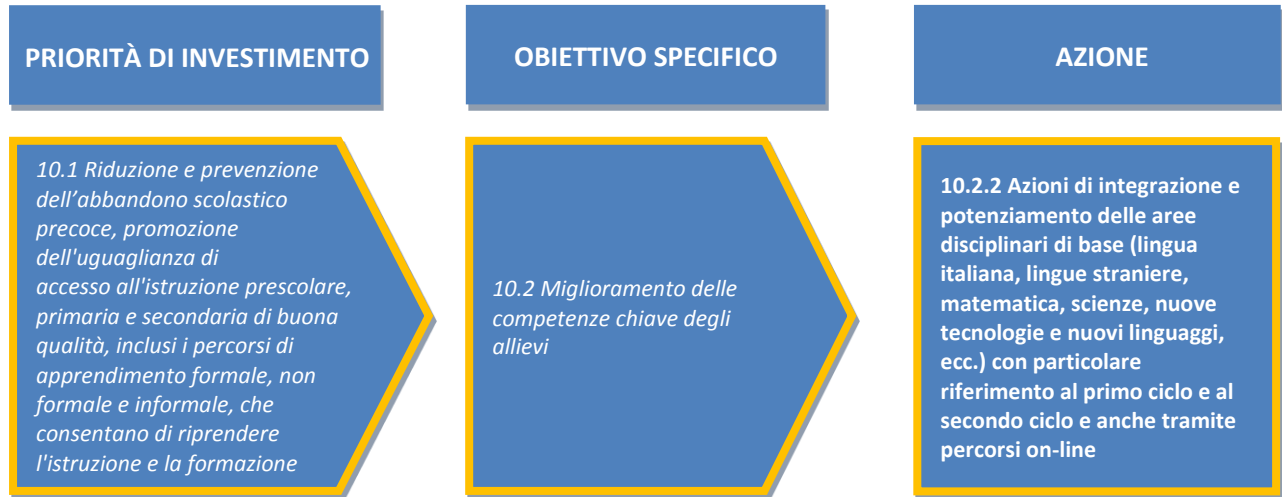 PRIORITÀ DI INVESTIMENTO
10.1 Riduzione e prevenzione
dell’abbandono scolastico
precoce, promozione
dell'uguaglianza di
accesso all'istruzione prescolare,
primaria e secondaria di buona
qualità, inclusi i percorsi di
apprendimento formale, non
formale e informale, che
consentano di riprendere
l'istruzione e la formazione
OBIETTIVO SPECIFICO
10.2 Miglioramento delle
competenze chiave degli
allievi
AZIONE
10.2.2 Azioni di integrazione e
potenziamento delle aree
disciplinari di base (lingua
italiana, lingue straniere,
matematica, scienze, nuove
tecnologie e nuovi linguaggi,
ecc.) con particolare
riferimento al primo ciclo e al
secondo ciclo e anche tramite
percorsi on-line